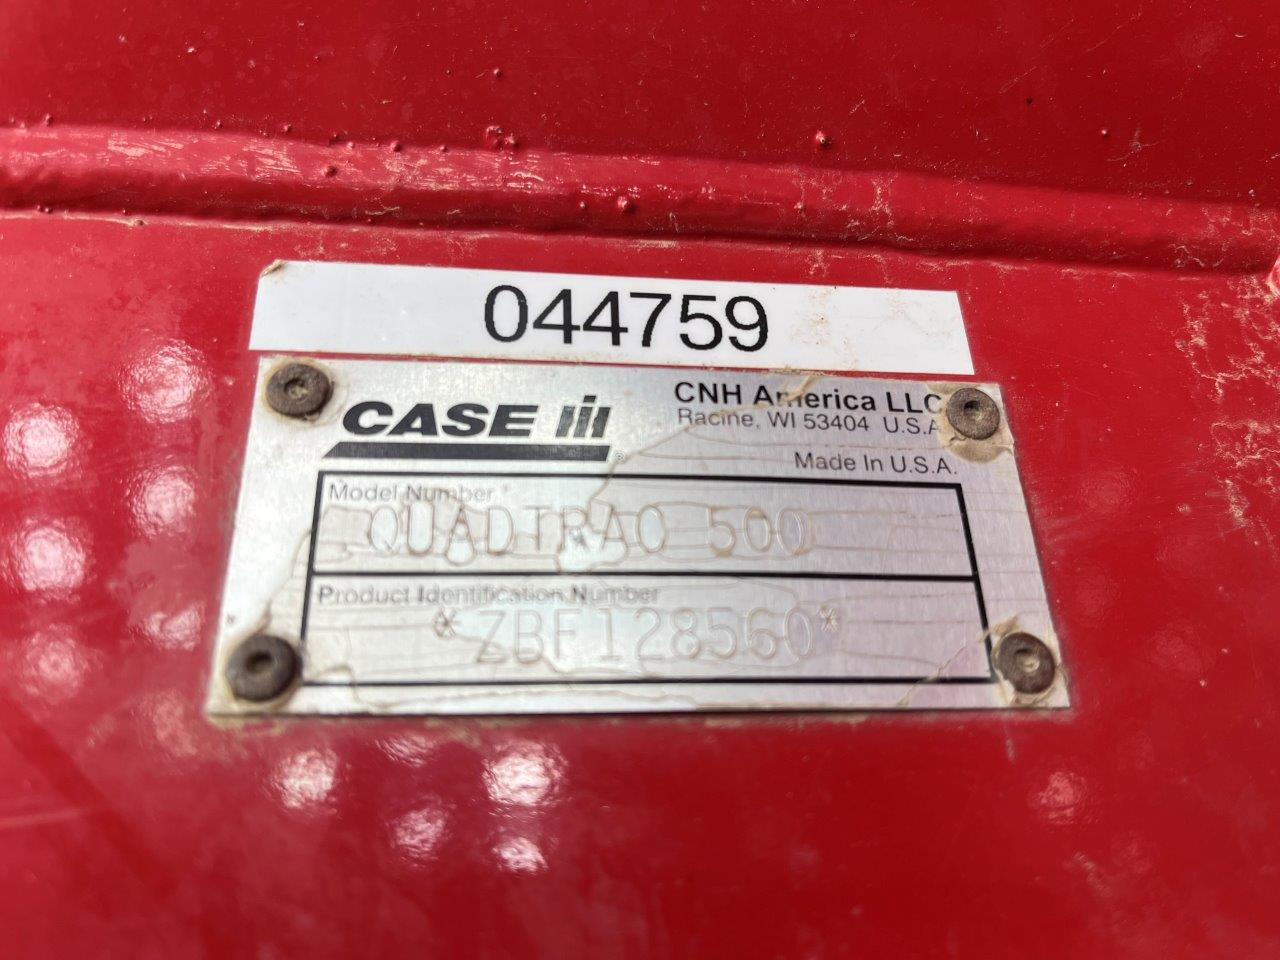 044759
CASE IH
CNH America LLC
Racine, WI 53404 U.S.A.
Made In U.S.A.
Model Number
QUADTRAC 500
Product Identification Number
*ZBF128560*